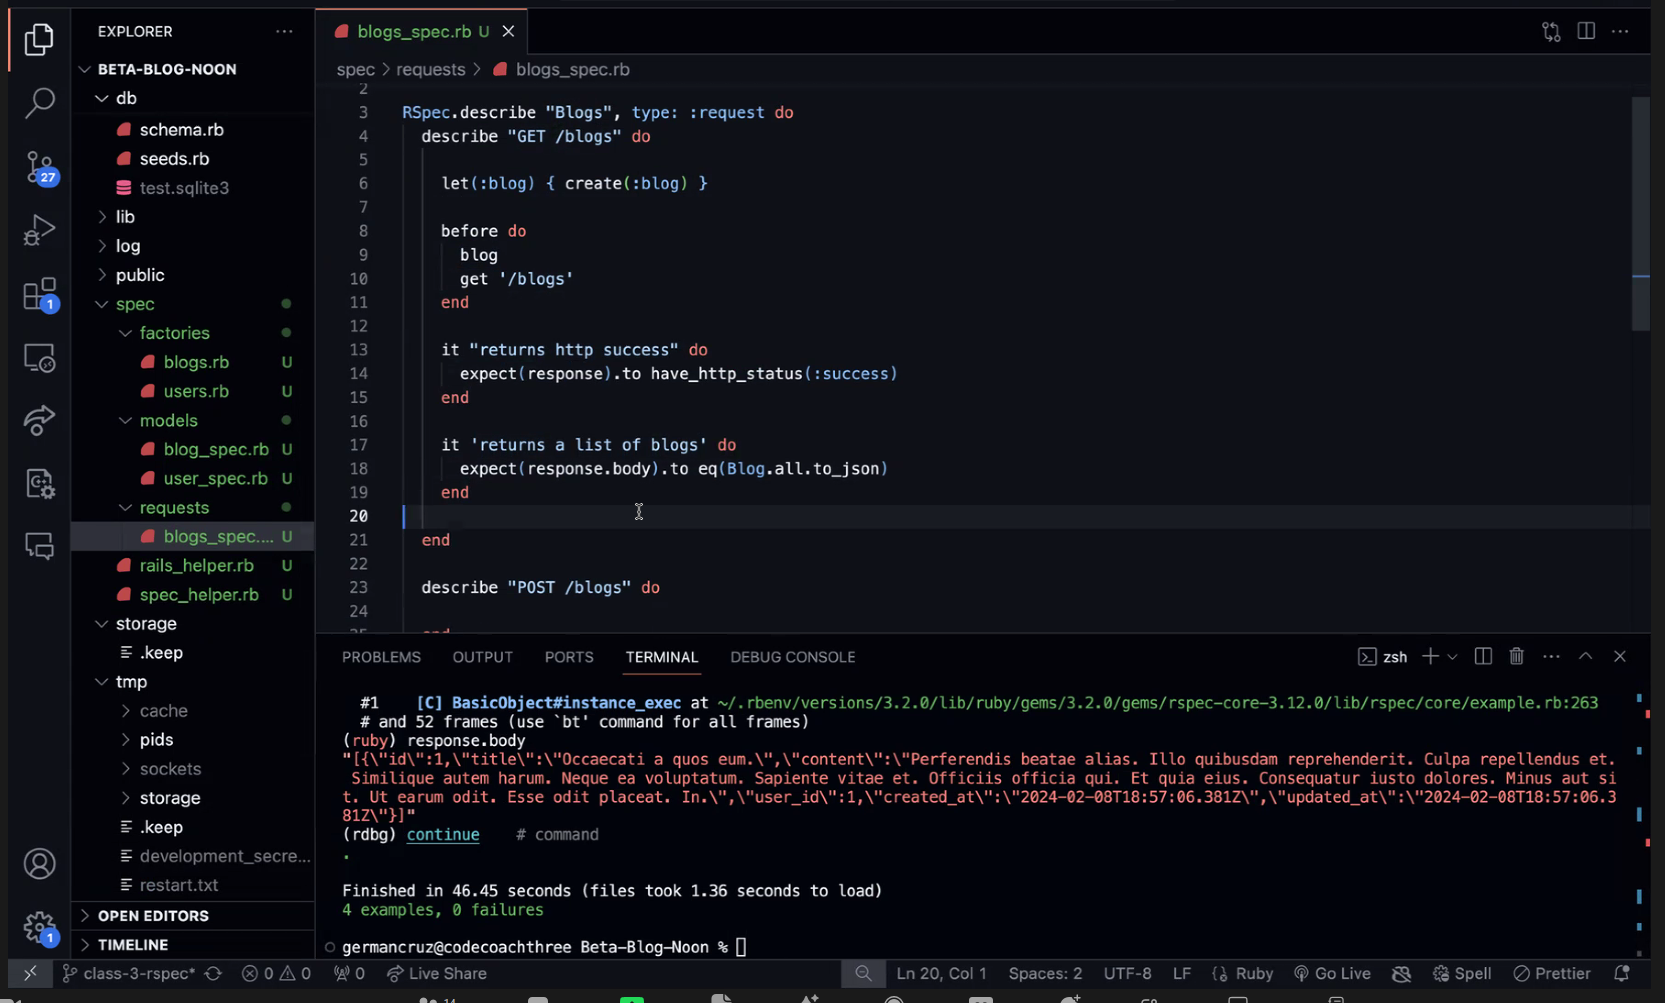 EXPLORER
BETA-BLOG-NOON
db
schema.rb
seeds.rb
test.sqlite3
lib
log
public
spec
factories
blogs.rb U
users.rb U
models
blog_spec.rb U
user_spec.rb U
requests
blogs_spec.... U
rails_helper.rb U
spec_helper.rb U
storage
.keep
tmp
cache
pids
sockets
storage
.keep
development_secre...
restart.txt
OPEN EDITORS
TIMELINE
27
1
1
blogs_spec.rb U
spec > requests > blogs_spec.rb
2
3 RSpec.describe "Blogs", type: :request do
4 describe "GET /blogs" do
5
6 let(:blog) { create(:blog) }
7
8 before do
9 blog
10 get '/blogs'
11 end
12
13 it "returns http success" do
14 expect(response).to have_http_status(:success)
15 end
16
17 it 'returns a list of blogs' do
18 expect(response.body).to eq(Blog.all.to_json)
19 end
20
21 end
22
23 describe "POST /blogs" do
24
PROBLEMS OUTPUT PORTS TERMINAL DEBUG CONSOLE zsh
#1 [C] BasicObject#instance_exec at ~/.rbenv/versions/3.2.0/lib/ruby/gems/3.2.0/gems/rspec-core-3.12.0/lib/rspec/core/example.rb:263
# and 52 frames (use `bt' command for all frames)
(ruby) response.body
"[{\"id\":1,\"title\":\"Occaecati a quos eum.\",\"content\":\"Perferendis beatae alias. Illo quibusdam reprehenderit. Culpa repellendus et.
Similique autem harum. Neque ea voluptatum. Sapiente vitae et. Officiis officia qui. Et quia eius. Consequatur iusto dolores. Minus aut si
t. Ut earum odit. Esse odit placeat. In.\",\"user_id\":1,\"created_at\":\"2024-02-08T18:57:06.381Z\",\"updated_at\":\"2024-02-08T18:57:06.3
81Z\"}]"
(rdbg) continue # command
.
Finished in 46.45 seconds (files took 1.36 seconds to load)
4 examples, 0 failures
germancruz@codecoachthree Beta-Blog-Noon %
class-3-rspec* 0 0 0 Live Share Ln 20, Col 1 Spaces: 2 UTF-8 LF Ruby Go Live Spell Prettier